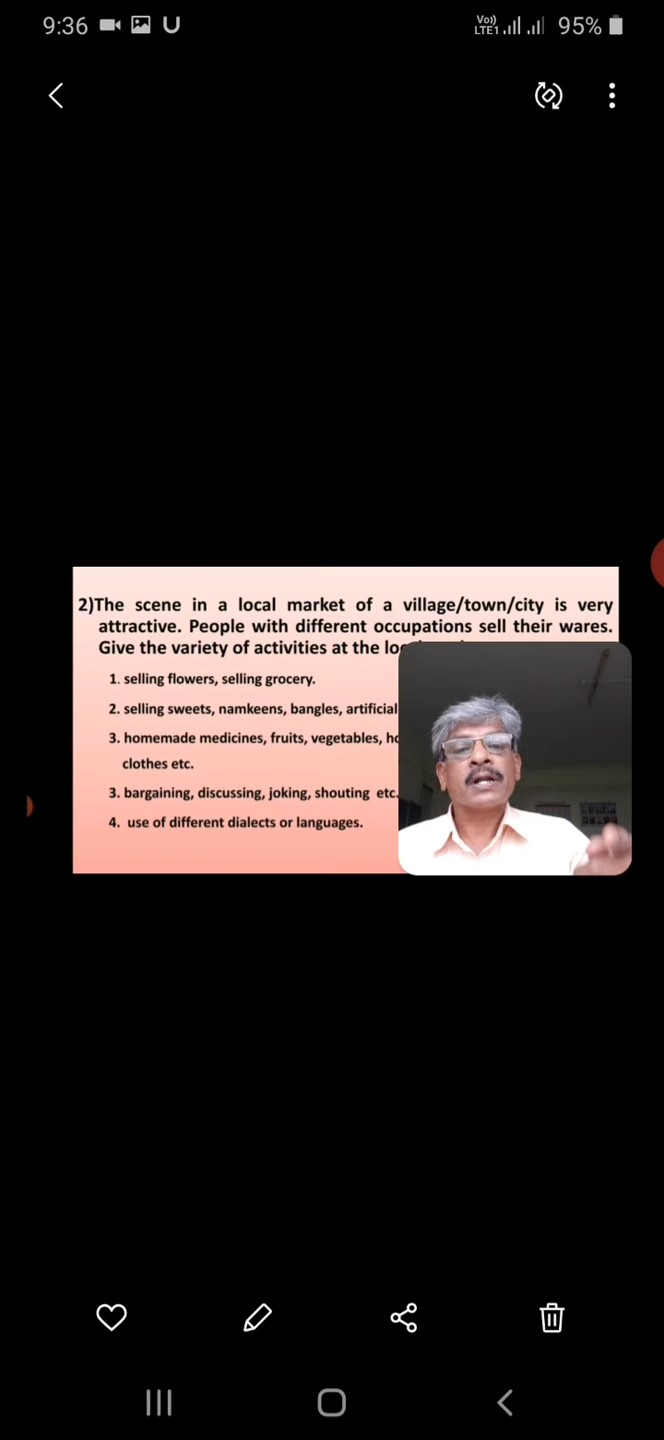 9:36 Vo)) LTE1 95%
2)The scene in a local market of a village/town/city is very
attractive. People with different occupations sell their wares.
Give the variety of activities at the
1. selling flowers, selling grocery.
2. selling sweets, namkeens, bangles, artificial
3. homemade medicines, fruits, vegetables,
clothes etc.
3. bargaining, discussing, joking, shouting etc.
4. use of different dialects or languages.